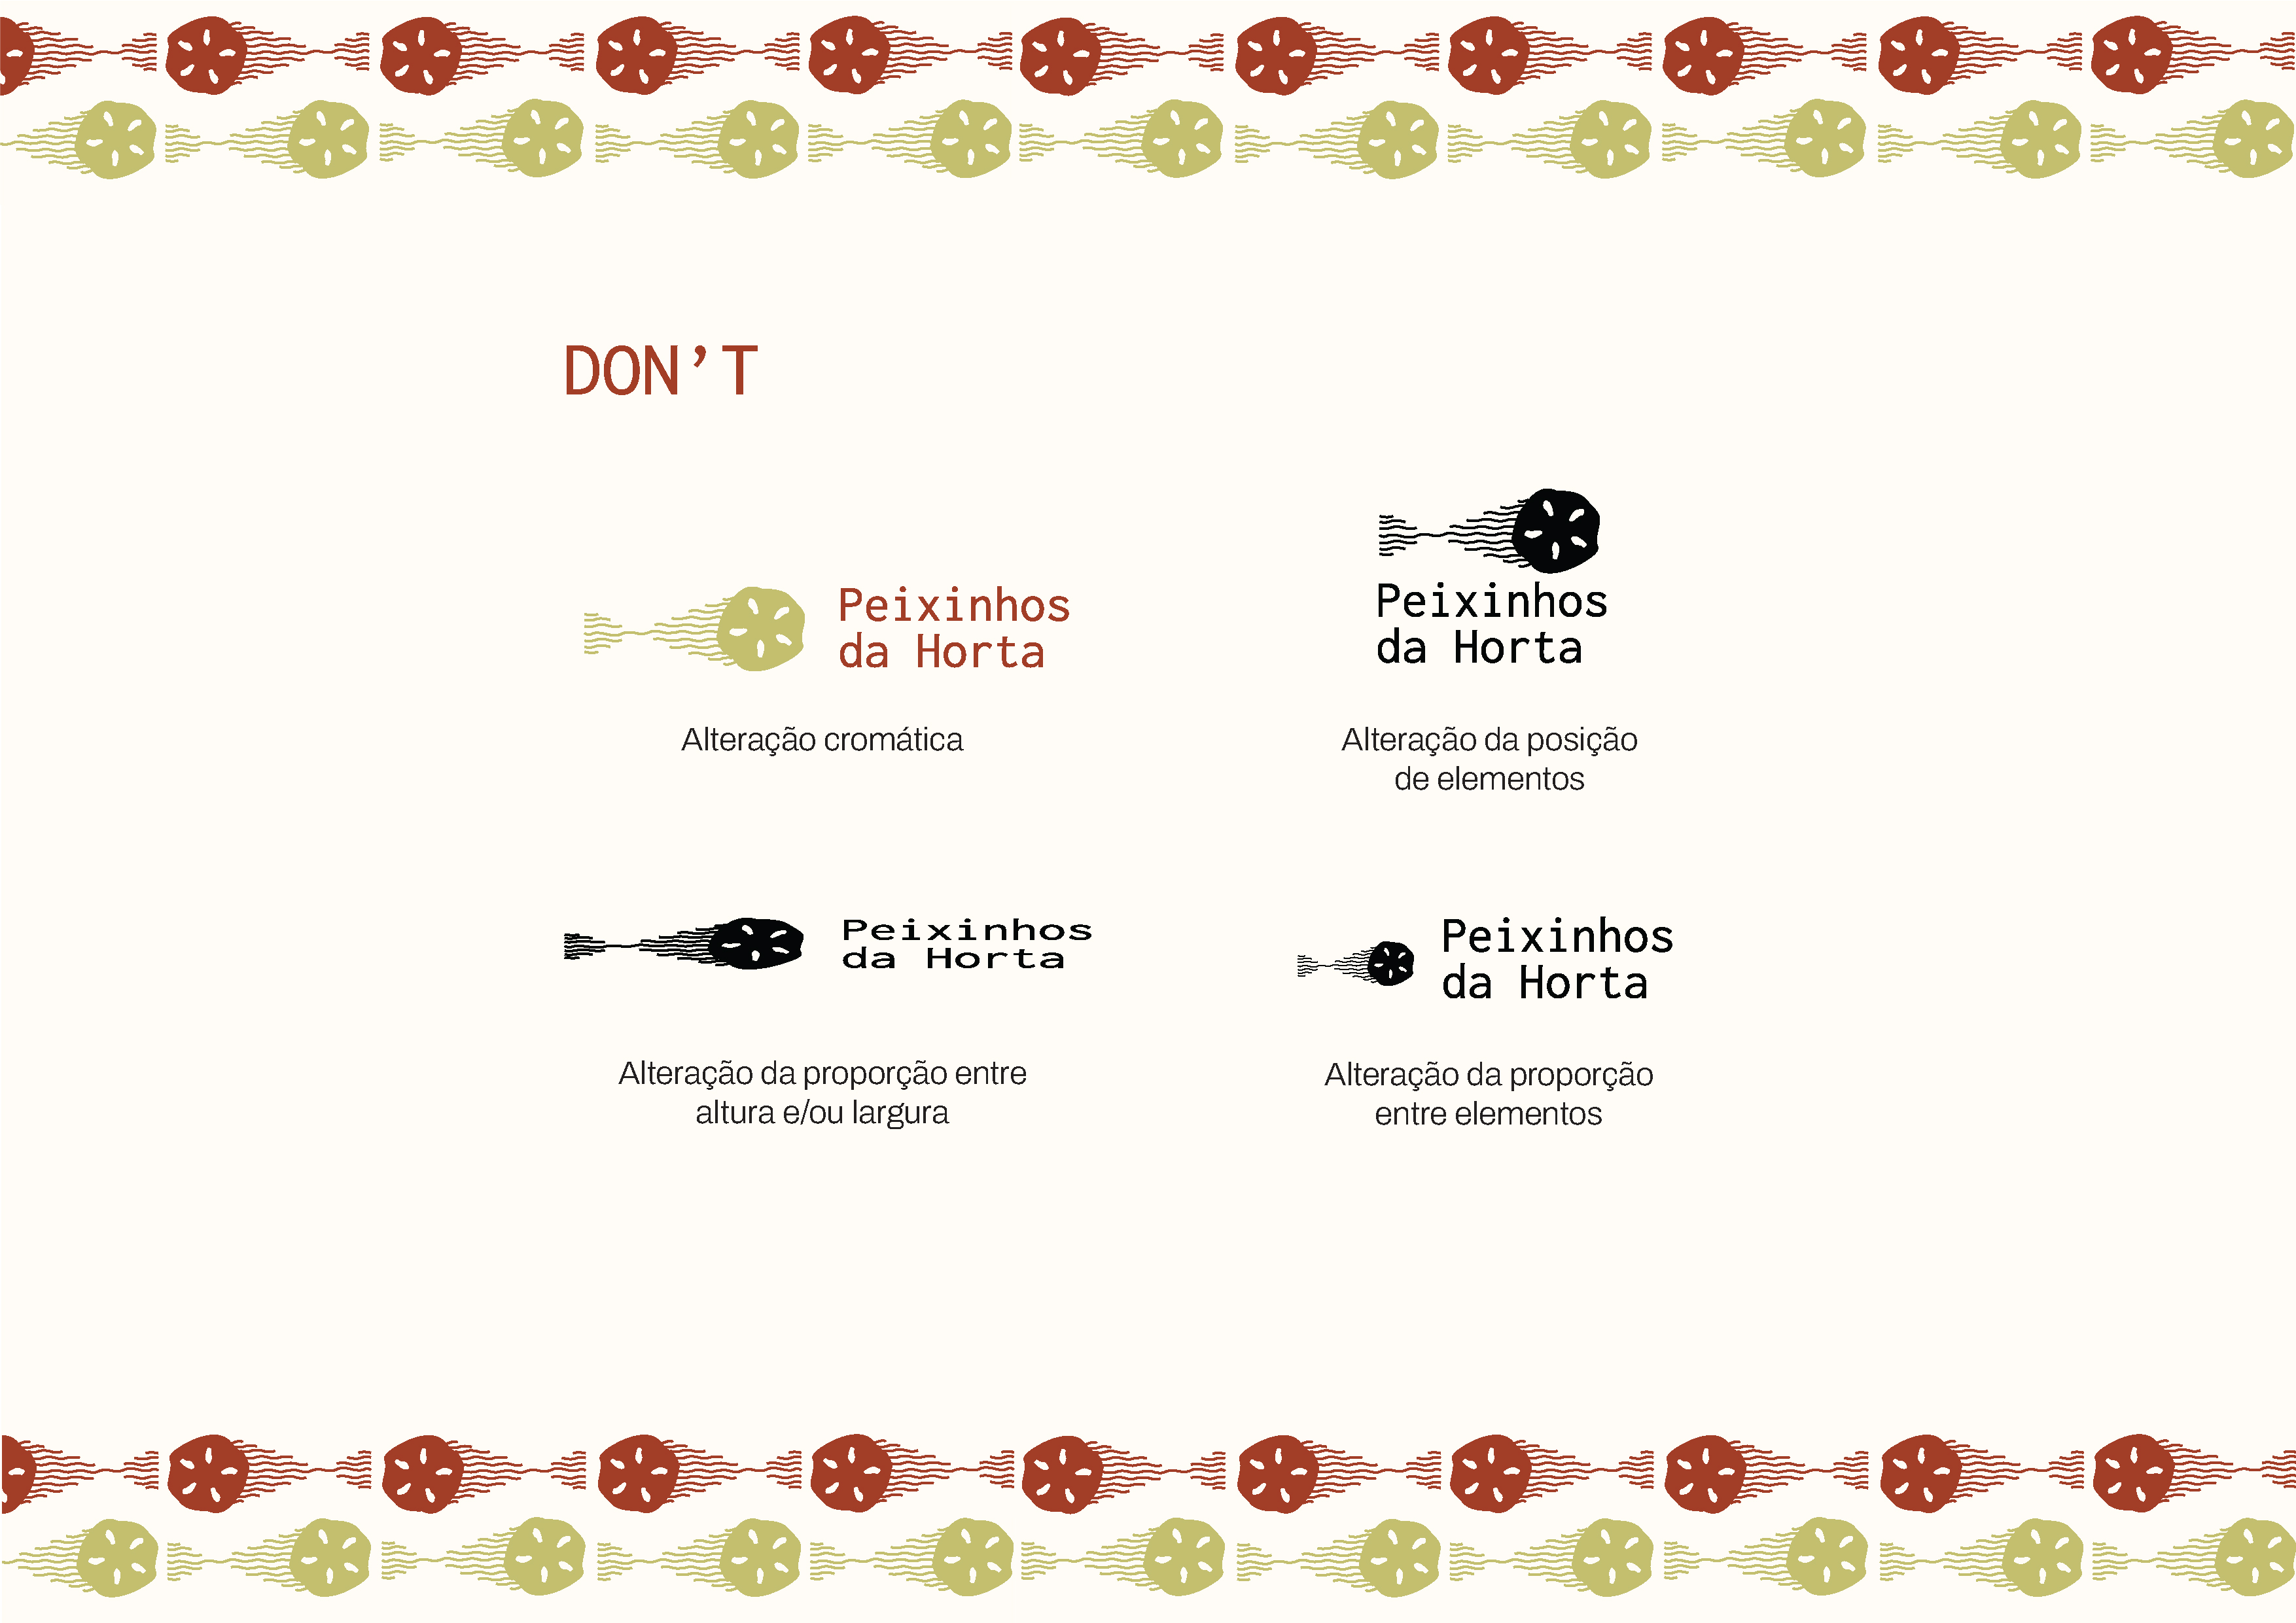 DON'T
Peixinhos
da Horta
Alteração cromática
Peixinhos
da Horta
Alteração da posição
de elementos
Peixinhos
da Horta
Alteração da proporção entre
altura e/ou largura
Peixinhos
da Horta
Alteração da proporção
entre elementos